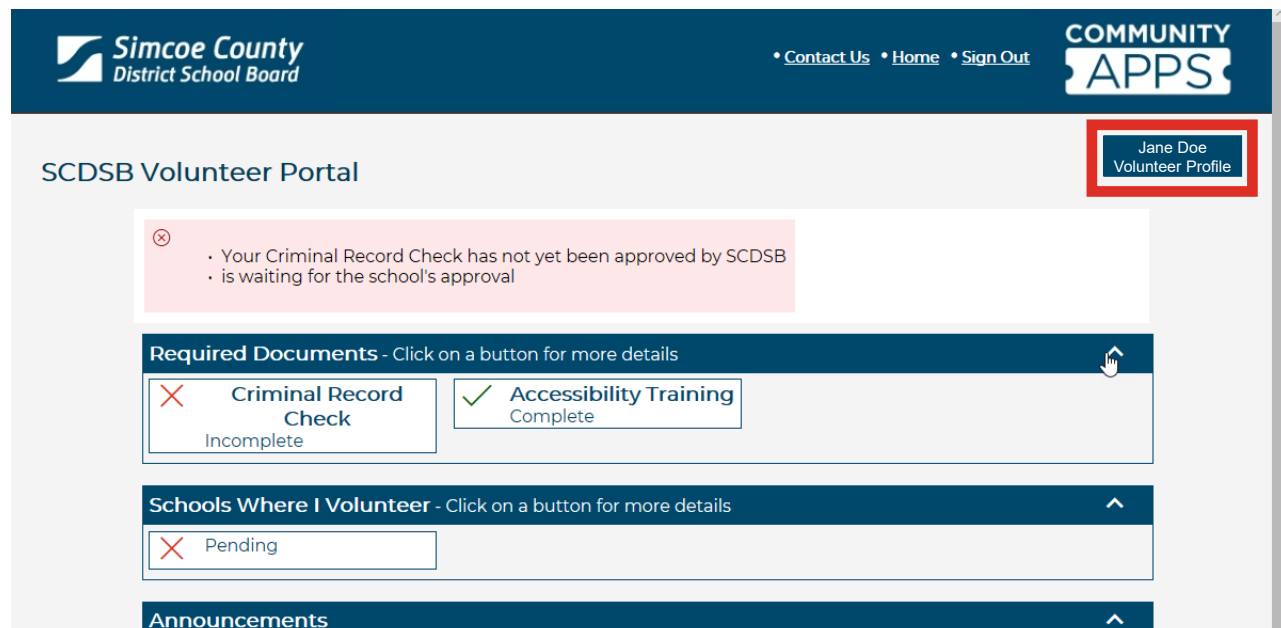 Simcoe County
District School Board
• Contact Us • Home • Sign Out
COMMUNITY
APPS
Jane Doe
Volunteer Profile
SCDSB Volunteer Portal
• Your Criminal Record Check has not yet been approved by SCDSB
• is waiting for the school's approval
Required Documents - Click on a button for more details
Criminal Record
Check
Incomplete
Accessibility Training
Complete
Schools Where I Volunteer - Click on a button for more details
Pending
Announcements